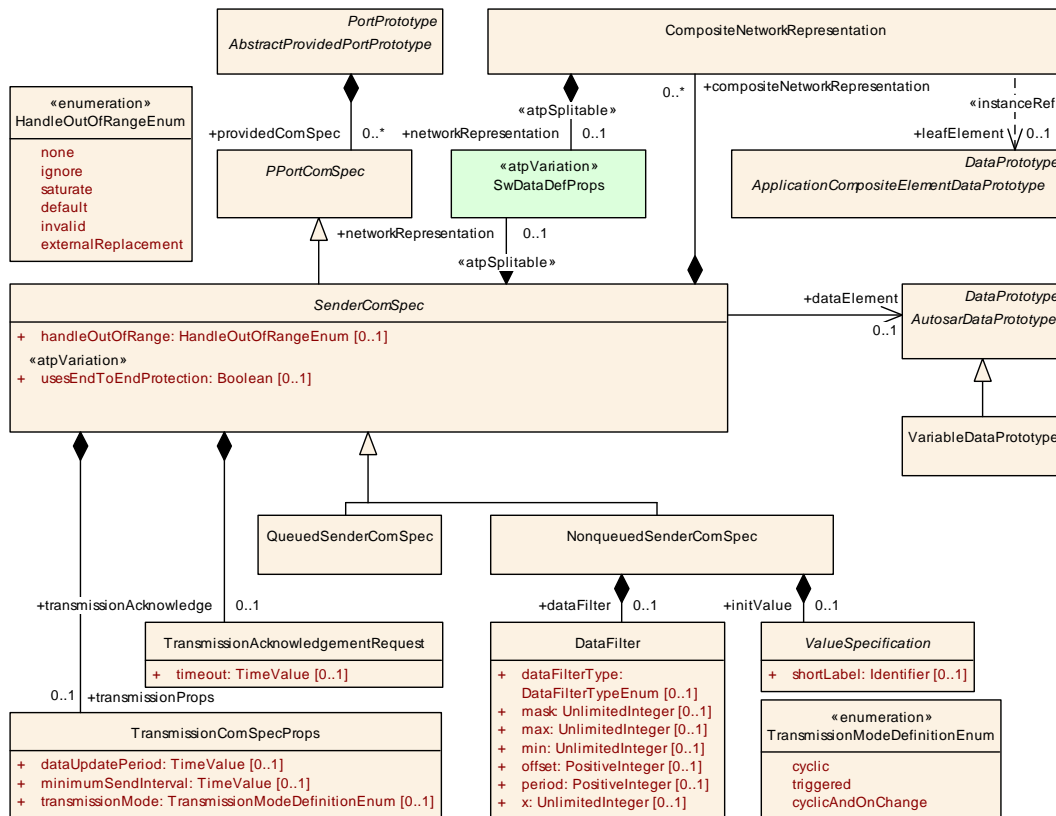 PortPrototype
AbstractProvidedPortPrototype
CompositeNetworkRepresentation
«enumeration»
HandleOutOfRangeEnum
none
ignore
saturate
default
invalid
externalReplacement
+providedComSpec
0..*
PPortComSpec
«atpSplitable»
+networkRepresentation
0..1
«atpVariation»
SwDataDefProps
0..*
+compositeNetworkRepresentation
«instanceRef
+leafElement
0..1
DataPrototype
ApplicationCompositeElementDataPrototype
+networkRepresentation
0..1
«atpSplitable»
SenderComSpec
+ handleOutOfRange: HandleOutOfRangeEnum [0..1]
«atpVariation»
+ usesEndToEndProtection: Boolean [0..1]
+dataElement
0..1
DataPrototype
AutosarDataPrototype
VariableDataPrototype
QueuedSenderComSpec
NonqueuedSenderComSpec
+transmissionAcknowledge
0..1
+dataFilter
0..1
+initValue
0..1
TransmissionAcknowledgementRequest
+ timeout: TimeValue [0..1]
DataFilter
+ dataFilterType:
DataFilterTypeEnum [0..1]
+ mask: UnlimitedInteger [0..1]
+ max: UnlimitedInteger [0..1]
+ min: UnlimitedInteger [0..1]
+ offset: PositiveInteger [0..1]
+ period: PositiveInteger [0..1]
+ x: UnlimitedInteger [0..1]
ValueSpecification
+ shortLabel: Identifier [0..1]
0..1
+transmissionProps
TransmissionComSpecProps
+ dataUpdatePeriod: TimeValue [0..1]
+ minimumSendInterval: TimeValue [0..1]
+ transmissionMode: TransmissionModeDefinitionEnum [0..1]
«enumeration»
TransmissionModeDefinitionEnum
cyclic
triggered
cyclicAndOnChange